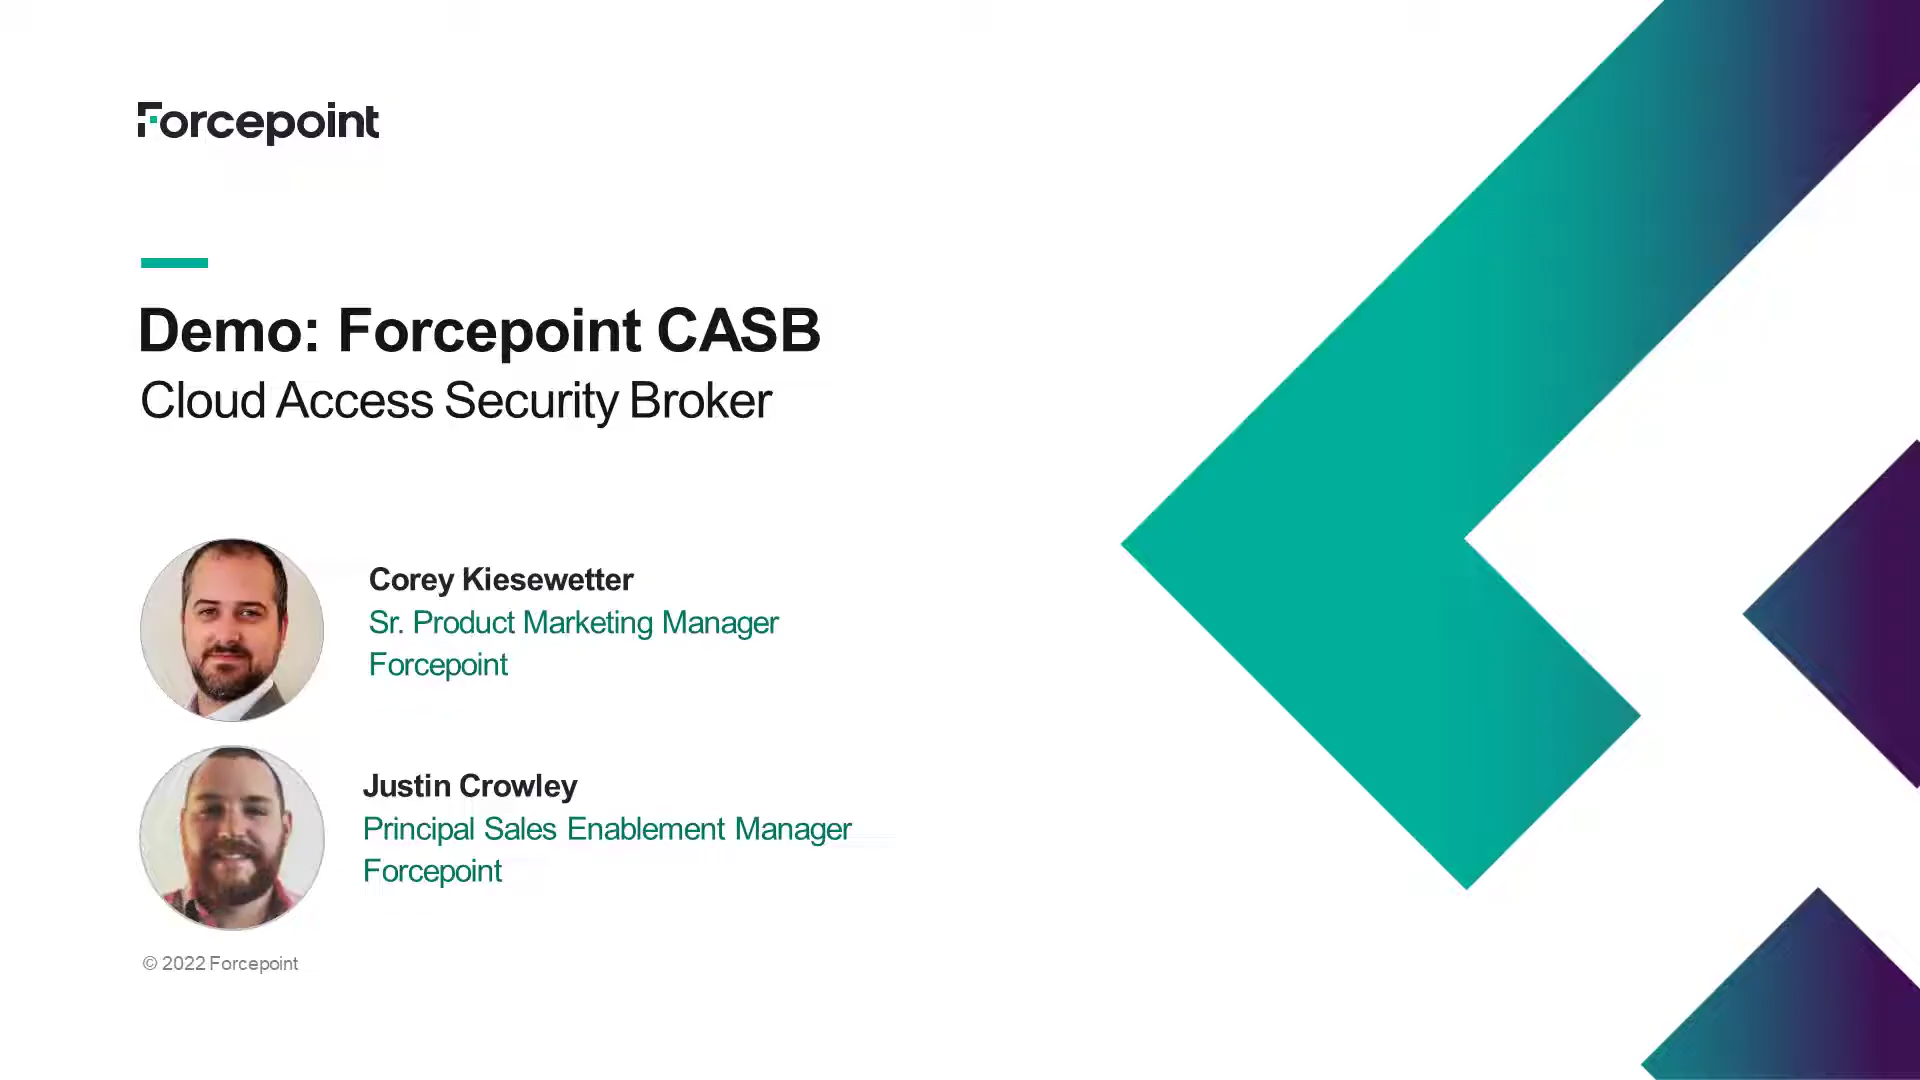 Forcepoint
Demo: Forcepoint CASB
Cloud Access Security Broker
Corey Kiesewetter
Sr. Product Marketing Manager
Forcepoint
Justin Crowley
Principal Sales Enablement Manager
Forcepoint
© 2022 Forcepoint